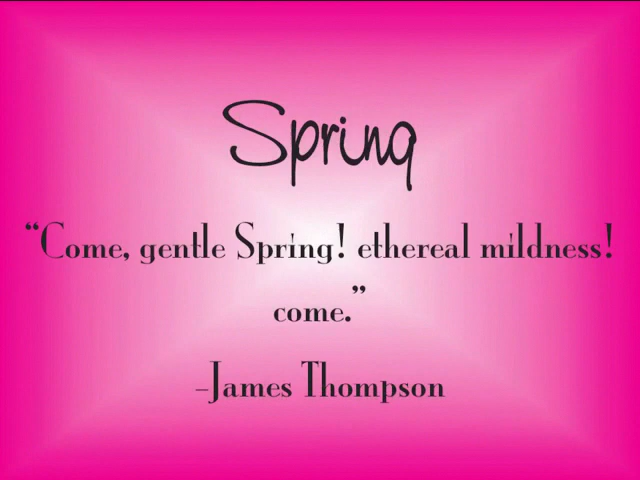 Spring
“Come, gentle Spring! ethereal mildness!
come.”
-James Thompson